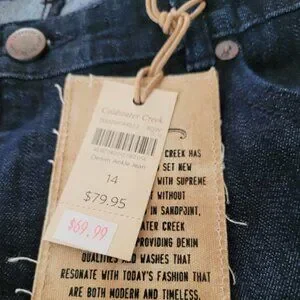 Coldwater Creek
Denim Ankle Jean
14
$79.95
$69.99
CREEK HAS
SET NEW
WITH SUPREME
WITHOUT
IN SANDPOINT,
ATER CREEK
PROVIDING DENIM
QUALITIES AND WASHES THAT
RESONATE WITH TODAY'S FASHION THAT
ARE BOTH MODERN AND TIMELESS.